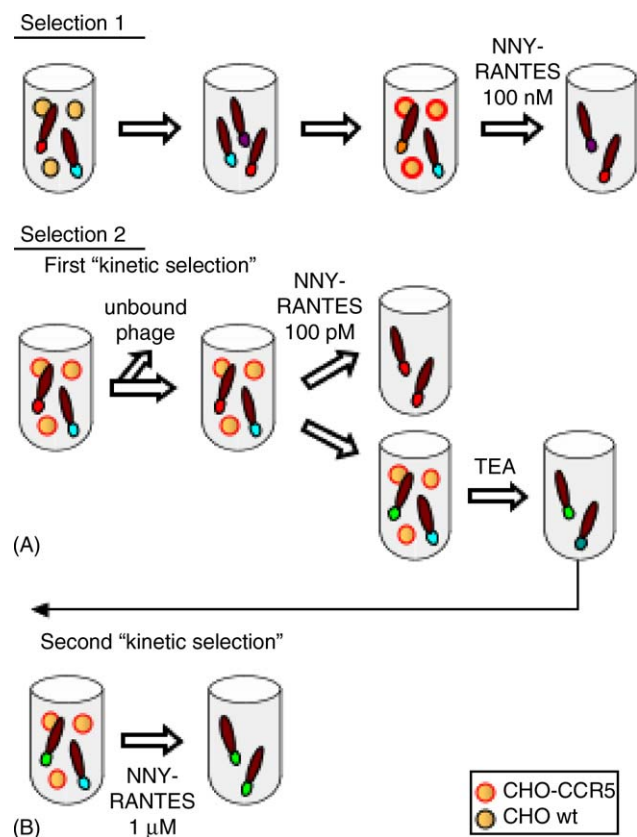 Selection 1
NNY-
RANTES
100 nM
Selection 2
First "kinetic selection"
unbound
phage
NNY-
RANTES
100 pM
TEA
(A)
Second "kinetic selection"
NNY-
RANTES
1 μM
(B)
CHO-CCR5
CHO wt